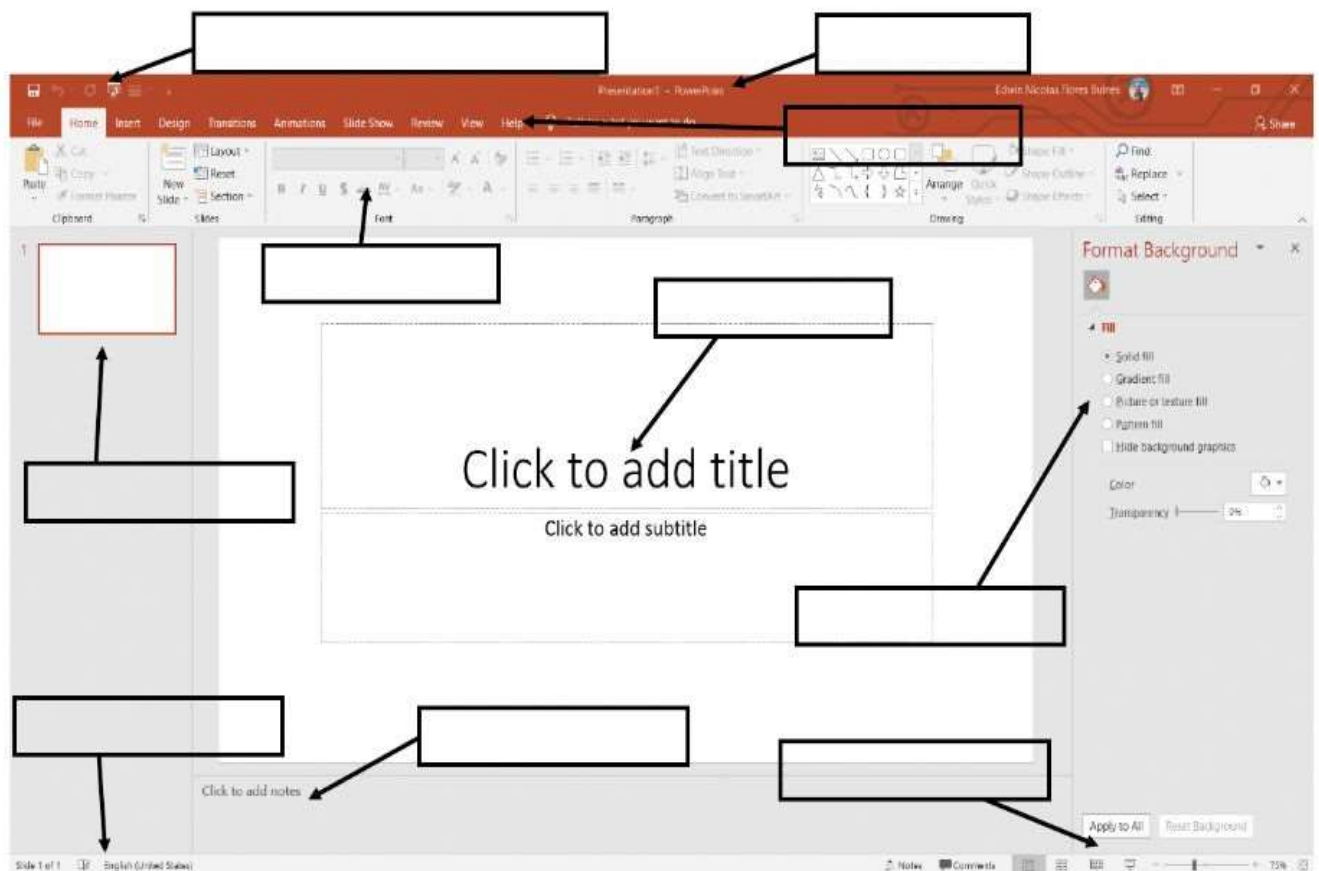 Presentation1 - PowerPoint
Edwin Nicolas Flores Buires
File Home Insert Design Transitions Animations Slide Show Review View Help
Share
Paste
Cut
Copy
Format Painter
Clipboard
New
Slide
Layout
Reset
Section
Slides
B I U S
Font
Text Direction
Align Text
Convert to SmartArt
Paragraph
Arrange
Quick
Styles
Shape Fill
Shape Outline
Shape Effects
Drawing
Find
Replace
Select
Editing
1
Click to add title
Click to add subtitle
Click to add notes
Format Background
Fill
Solid fill
Gradient fill
Picture or texture fill
Pattern fill
Hide background graphics
Color
Transparency 0%
Apply to All Reset Background
Slide 1 of 1 English (United States)
Notes Comments 75%